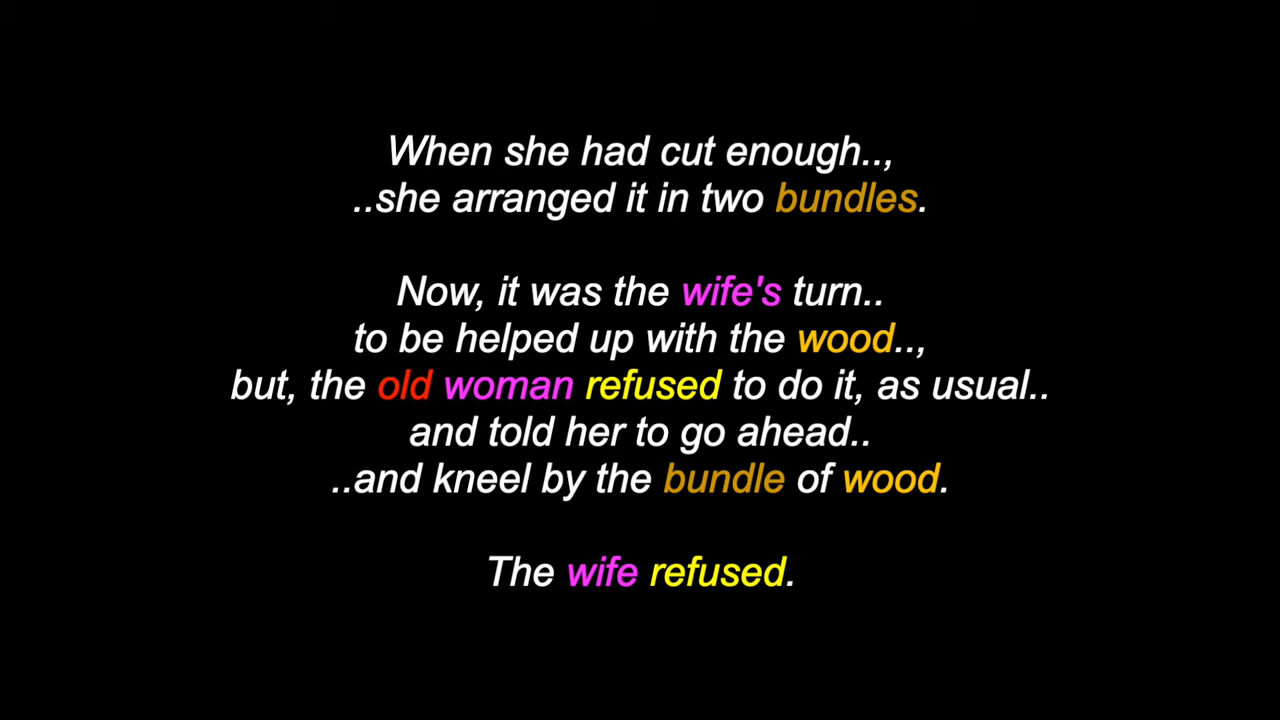 When she had cut enough..,
..she arranged it in two bundles.
Now, it was the wife's turn..
to be helped up with the wood..,
but, the old woman refused to do it, as usual..
and told her to go ahead..
..and kneel by the bundle of wood.
The wife refused.